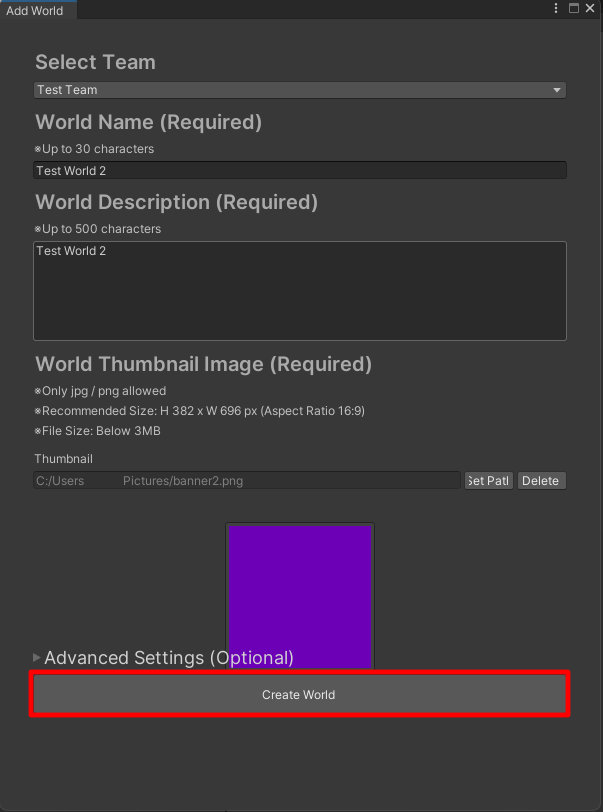 Add World
Select Team
Test Team
World Name (Required)
※Up to 30 characters
Test World 2
World Description (Required)
※Up to 500 characters
Test World 2
World Thumbnail Image (Required)
※Only jpg / png allowed
※Recommended Size: H 382 x W 696 px (Aspect Ratio 16:9)
※File Size: Below 3MB
Thumbnail
C:/Users Pictures/banner2.png
Set Path Delete
Advanced Settings (Optional)
Create World